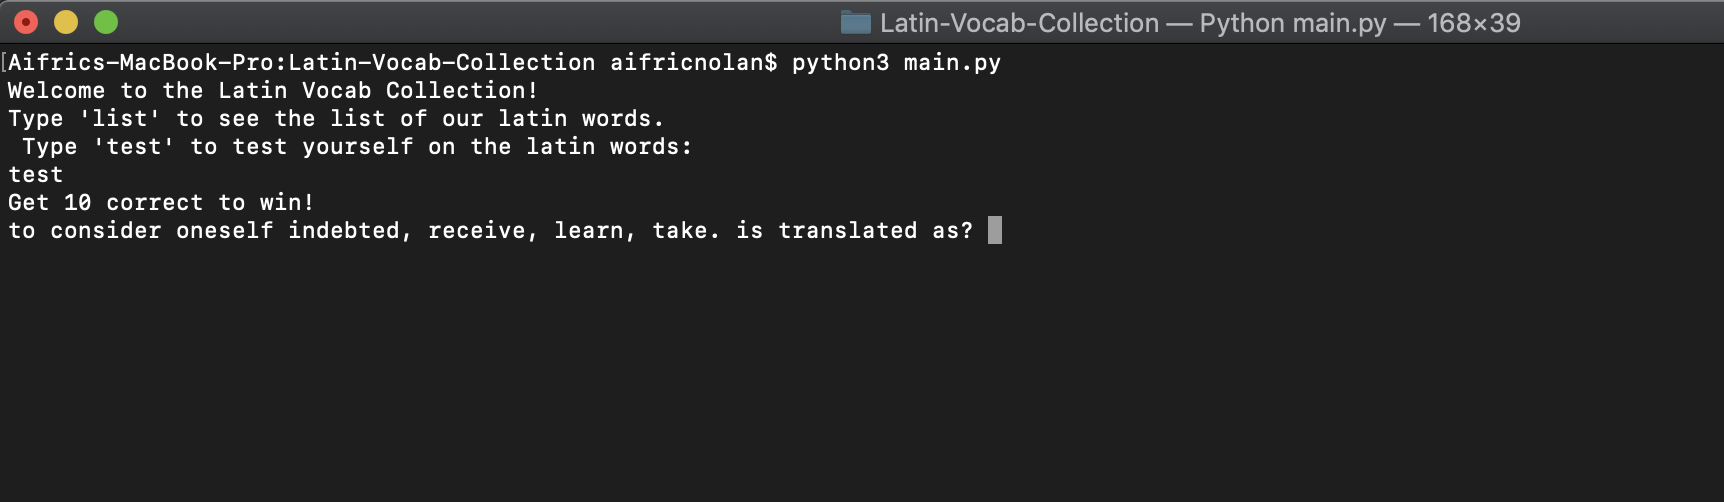 Latin-Vocab-Collection — Python main.py — 168×39
[Aifrics-MacBook-Pro:Latin-Vocab-Collection aifricnolan$ python3 main.py
Welcome to the Latin Vocab Collection!
Type 'list' to see the list of our latin words.
 Type 'test' to test yourself on the latin words:
test
Get 10 correct to win!
to consider oneself indebted, receive, learn, take. is translated as?